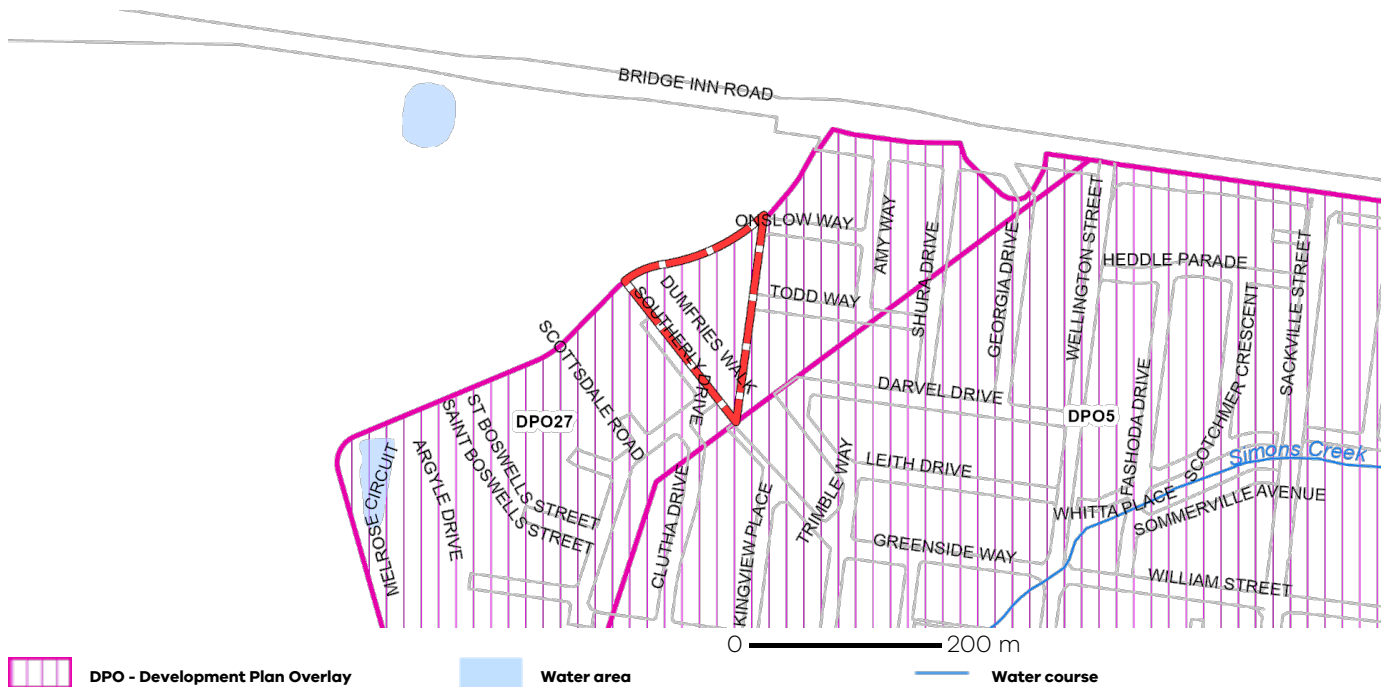 BRIDGE INN ROAD
ONSLOW WAY
AMY WAY
SHURA DRIVE
GEORGIA DRIVE
WELLINGTON STREET
HEDDLE PARADE
SACKVILLE STREET
TODD WAY
DUMFRIES WALK
SOUTHERLY DRIVE
SCOTTSDALE ROAD
SCOTCHMER CRESCENT
FASHODA DRIVE
DARVEL DRIVE
DPO27
DPO5
ST BOSWELLS STREET
SAINT BOSWELLS STREET
ARGYLE DRIVE
MELROSE CIRCUIT
CLUTHA DRIVE
KINGVIEW PLACE
TRIMBLE WAY
LEITH DRIVE
Simons Creek
WHITTA PLACE
SOMMERVILLE AVENUE
GREENSIDE WAY
WILLIAM STREET
0 200 m
DPO - Development Plan Overlay
Water area
Water course